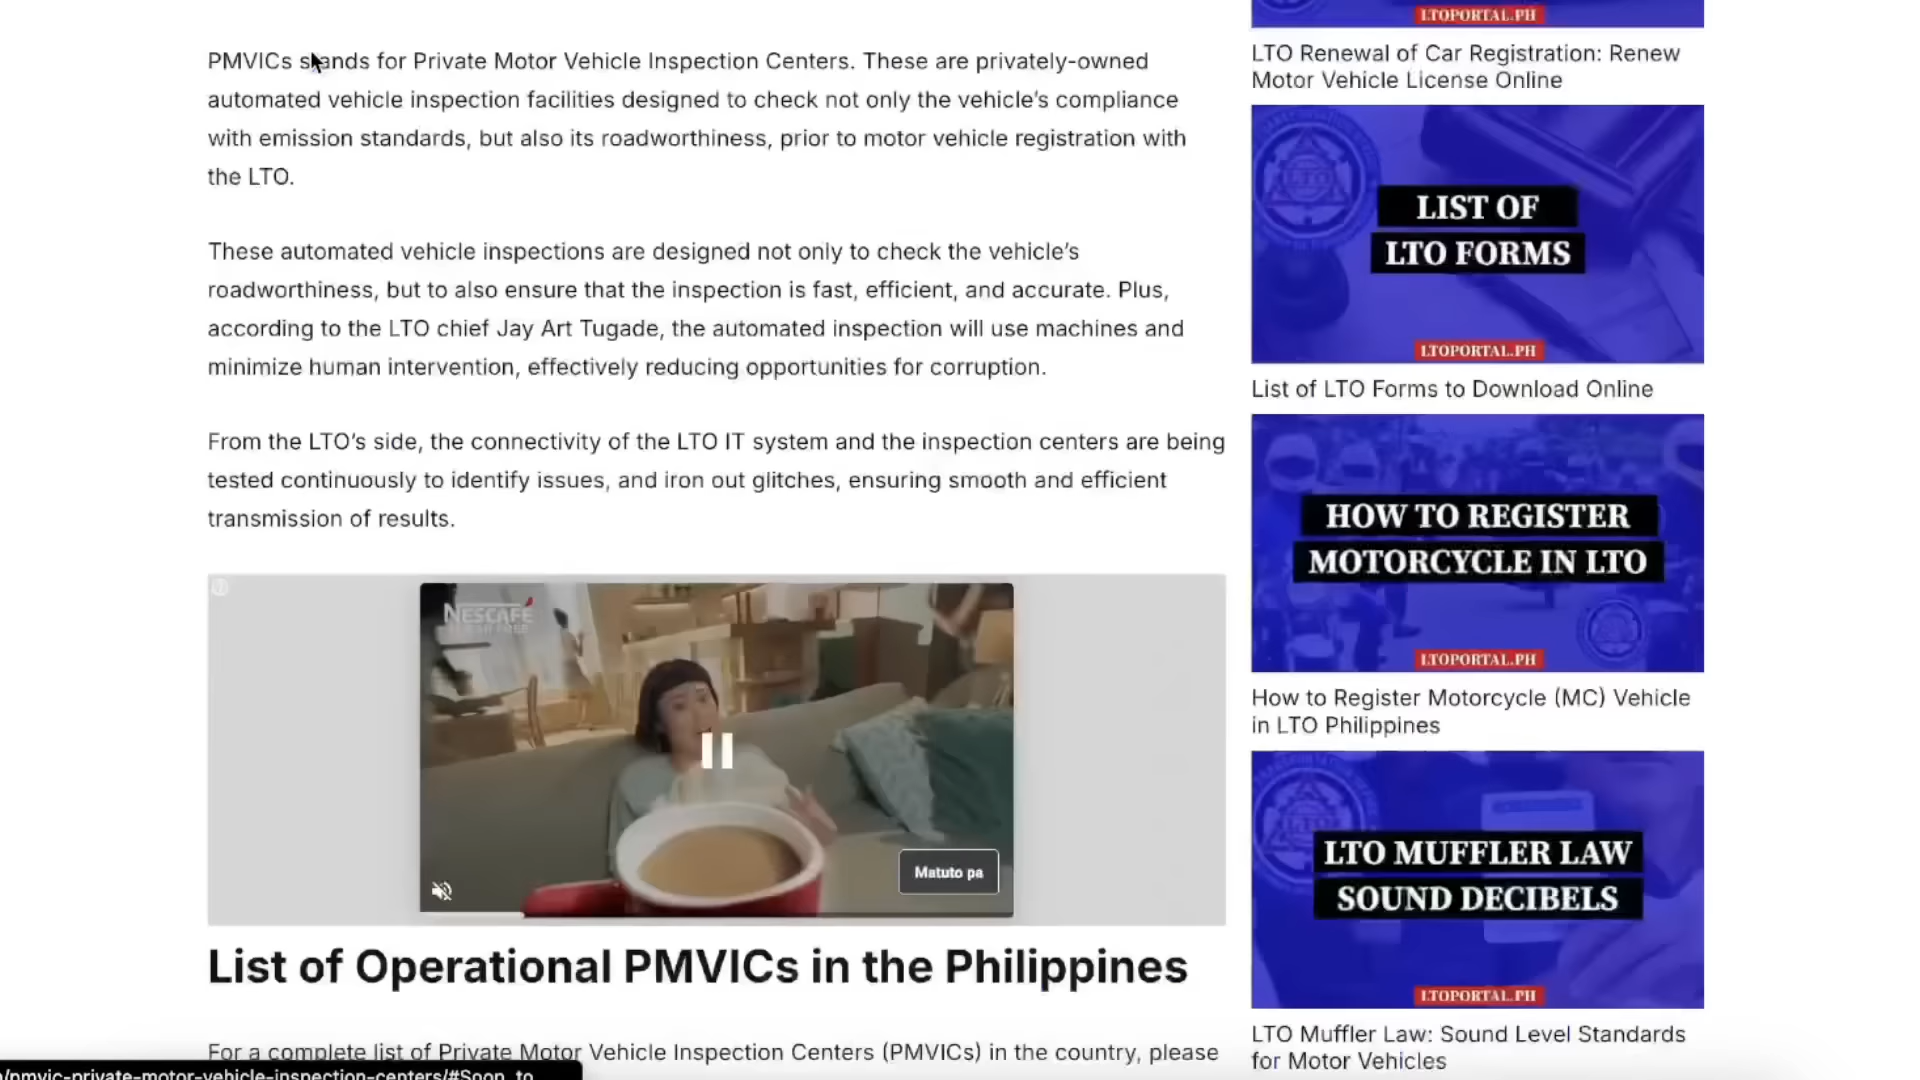 PMVICs stands for Private Motor Vehicle Inspection Centers. These are privately-owned
automated vehicle inspection facilities designed to check not only the vehicle’s compliance
with emission standards, but also its roadworthiness, prior to motor vehicle registration with
the LTO.
These automated vehicle inspections are designed not only to check the vehicle’s
roadworthiness, but to also ensure that the inspection is fast, efficient, and accurate. Plus,
according to the LTO chief Jay Art Tugade, the automated inspection will use machines and
minimize human intervention, effectively reducing opportunities for corruption.
From the LTO’s side, the connectivity of the LTO IT system and the inspection centers are being
tested continuously to identify issues, and iron out glitches, ensuring smooth and efficient
transmission of results.
NESCAFÉ
Matuto pa
List of Operational PMVICs in the Philippines
For a complete list of Private Motor Vehicle Inspection Centers (PMVICs) in the country, please
/pmvic-private-motor-vehicle-inspection-centers/#Soon_to
LTOPORTAL.PH
LTO Renewal of Car Registration: Renew
Motor Vehicle License Online
LTO
LIST OF
LTO FORMS
LTOPORTAL.PH
List of LTO Forms to Download Online
HOW TO REGISTER
MOTORCYCLE IN LTO
LTOPORTAL.PH
How to Register Motorcycle (MC) Vehicle
in LTO Philippines
LTO
LTO MUFFLER LAW
SOUND DECIBELS
LTOPORTAL.PH
LTO Muffler Law: Sound Level Standards
for Motor Vehicles